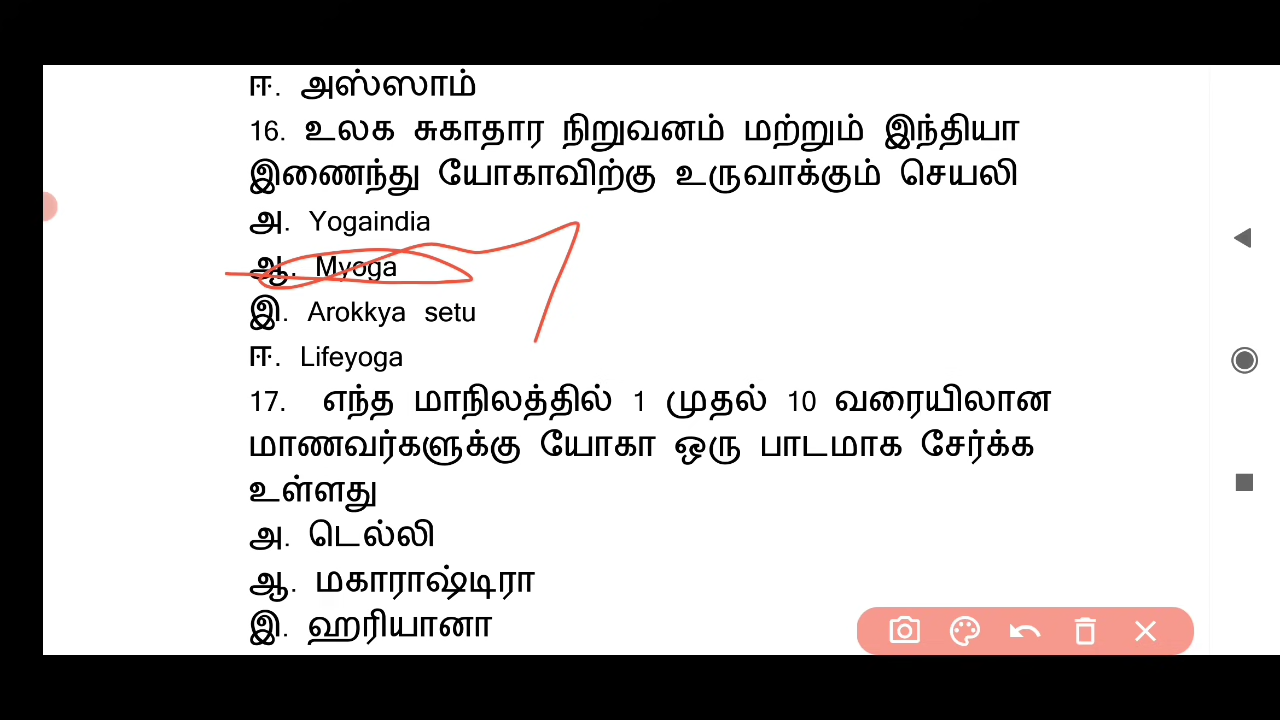 ஈ. அஸ்ஸாம்
16. உலக சுகாதார நிறுவனம் மற்றும் இந்தியா
இணைந்து யோகாவிற்கு உருவாக்கும் செயலி
அ. Yogaindia
ஆ. Myoga
இ. Arokkya setu
ஈ. Lifeyoga
17. எந்த மாநிலத்தில் 1 முதல் 10 வரையிலான
மாணவர்களுக்கு யோகா ஒரு பாடமாக சேர்க்க
உள்ளது
அ. டெல்லி
ஆ. மகாராஷ்டிரா
இ. ஹரியானா